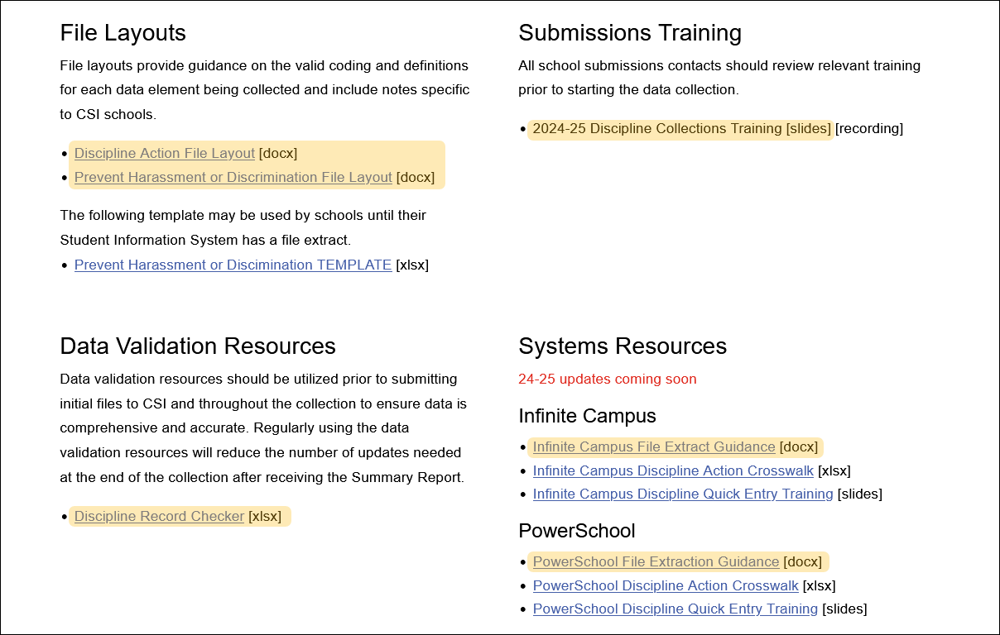 File Layouts
File layouts provide guidance on the valid coding and definitions
for each data element being collected and include notes specific
to CSI schools.
• Discipline Action File Layout [docx]
• Prevent Harassment or Discrimination File Layout [docx]
The following template may be used by schools until their
Student Information System has a file extract.
• Prevent Harassment or Discimination TEMPLATE [xlsx]
Submissions Training
All school submissions contacts should review relevant training
prior to starting the data collection.
• 2024-25 Discipline Collections Training [slides] [recording]
Data Validation Resources
Data validation resources should be utilized prior to submitting
initial files to CSI and throughout the collection to ensure data is
comprehensive and accurate. Regularly using the data
validation resources will reduce the number of updates needed
at the end of the collection after receiving the Summary Report.
• Discipline Record Checker [xlsx]
Systems Resources
24-25 updates coming soon
Infinite Campus
• Infinite Campus File Extract Guidance [docx]
• Infinite Campus Discipline Action Crosswalk [xlsx]
• Infinite Campus Discipline Quick Entry Training [slides]
PowerSchool
• PowerSchool File Extraction Guidance [docx]
• PowerSchool Discipline Action Crosswalk [xlsx]
• PowerSchool Discipline Quick Entry Training [slides]